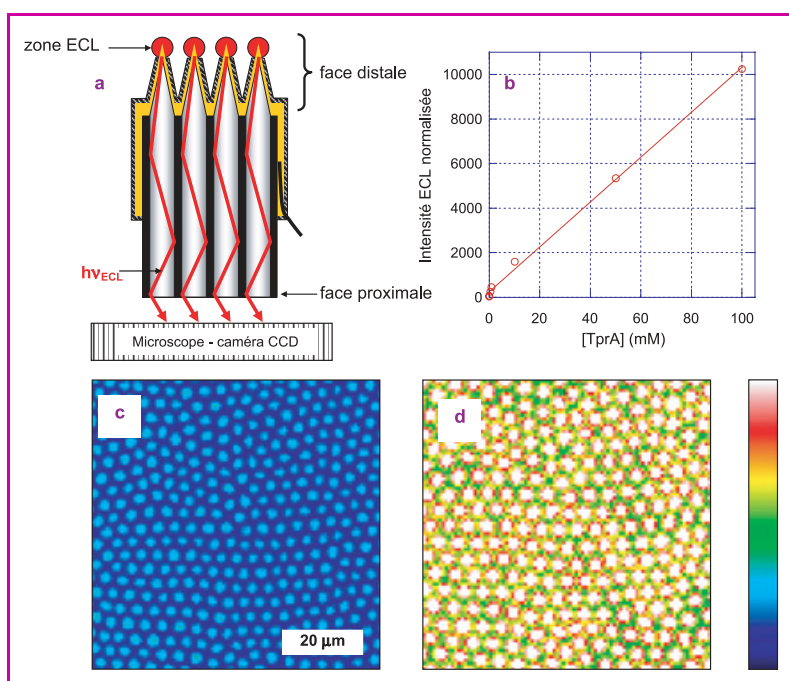 zone ECL
a
face distale
hνECL
face proximale
Microscope - caméra CCD
b
Intensité ECL normalisée
10000
8000
6000
4000
2000
0
0 20 40 60 80 100
[TprA] (mM)
c
20 µm
d